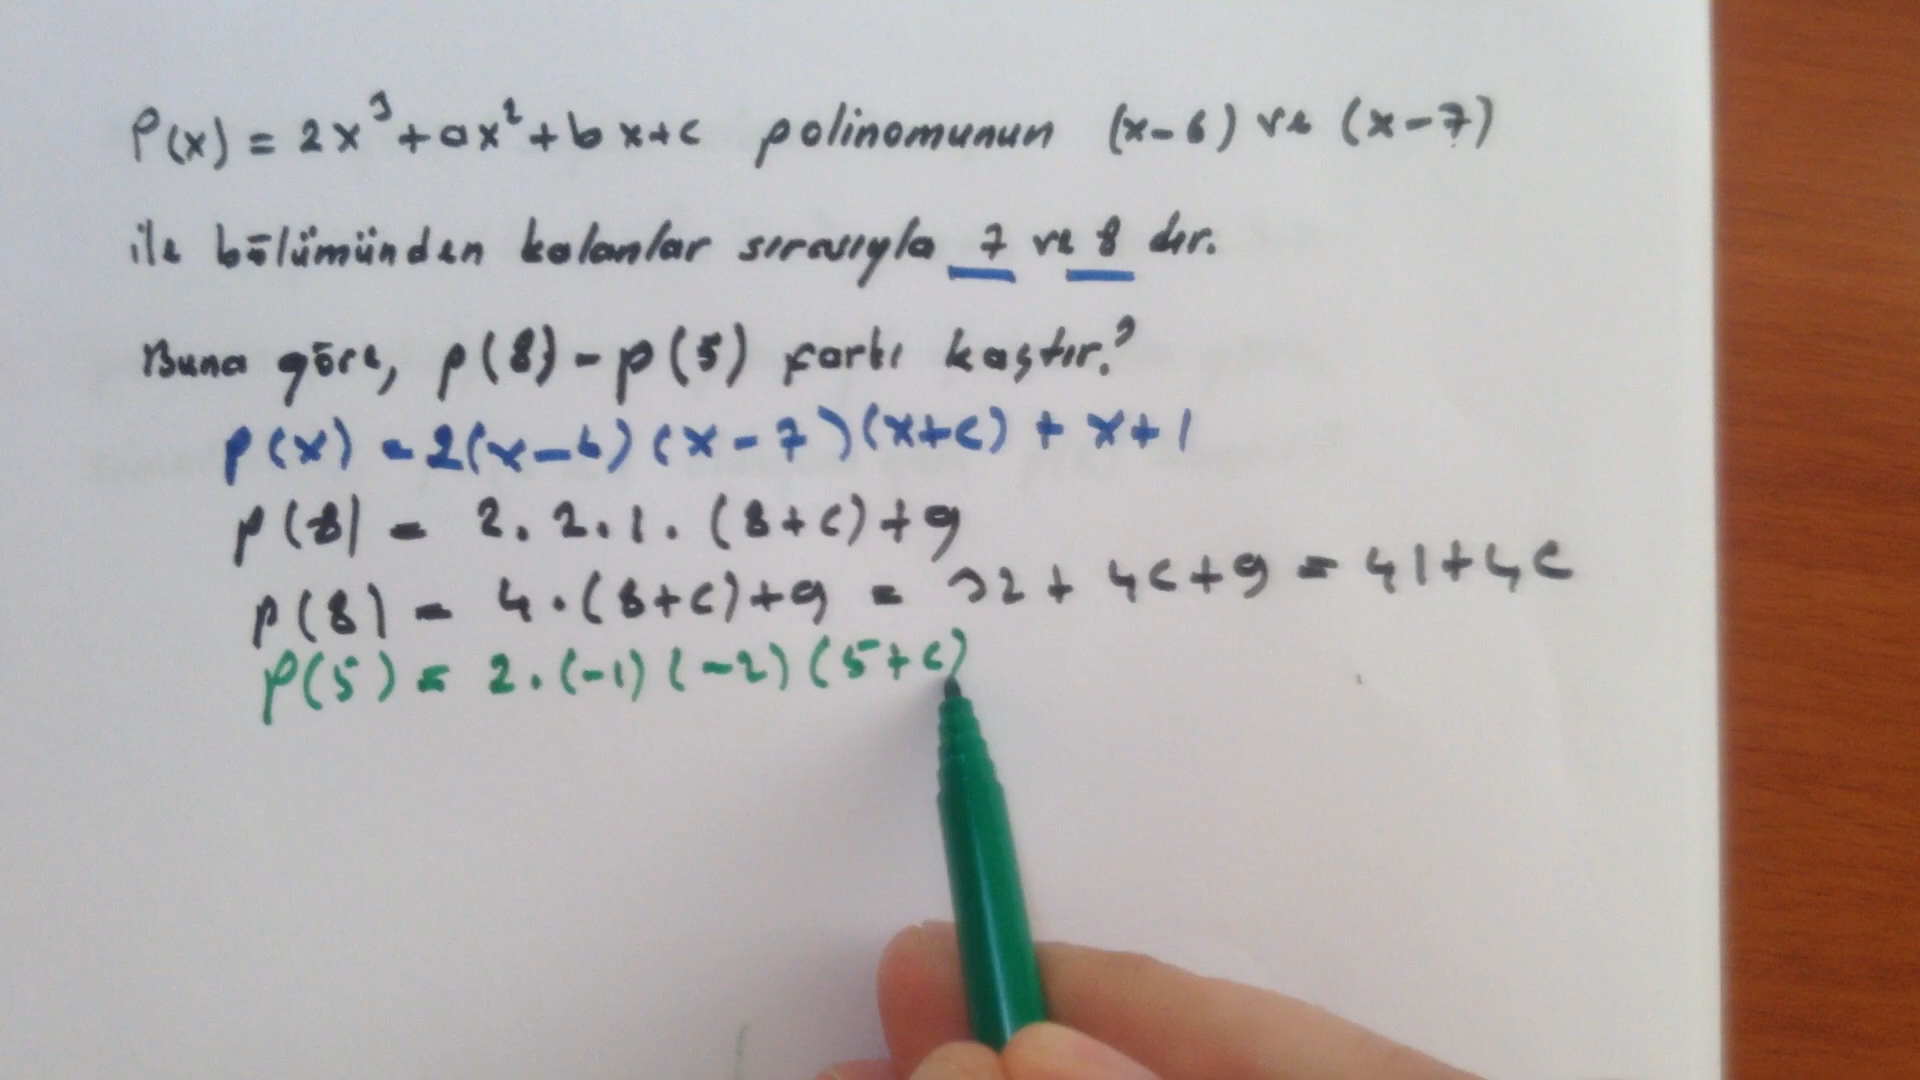 P(x) = 2x³+ax²+bx+c polinomunun (x-6) ve (x-7)
ile bölümünden kalanlar sırasıyla 7 ve 8 dir.
Buna göre, p(8)-p(5) farkı kaçtır?
p(x) = 2(x-6)(x-7)(x+c) + x+1
p(8) = 2.2.1.(8+c)+9
p(8) = 4.(8+c)+9 = 32+4c+9 = 41+4c
P(5) = 2.(-1)(-2)(5+c)